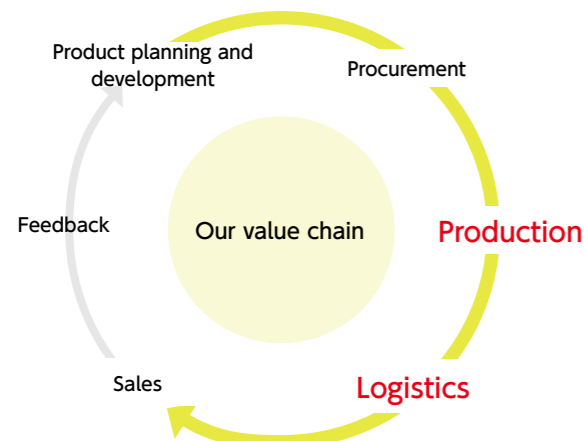 Product planning and
development
Procurement
Our value chain
Production
Logistics
Sales
Feedback